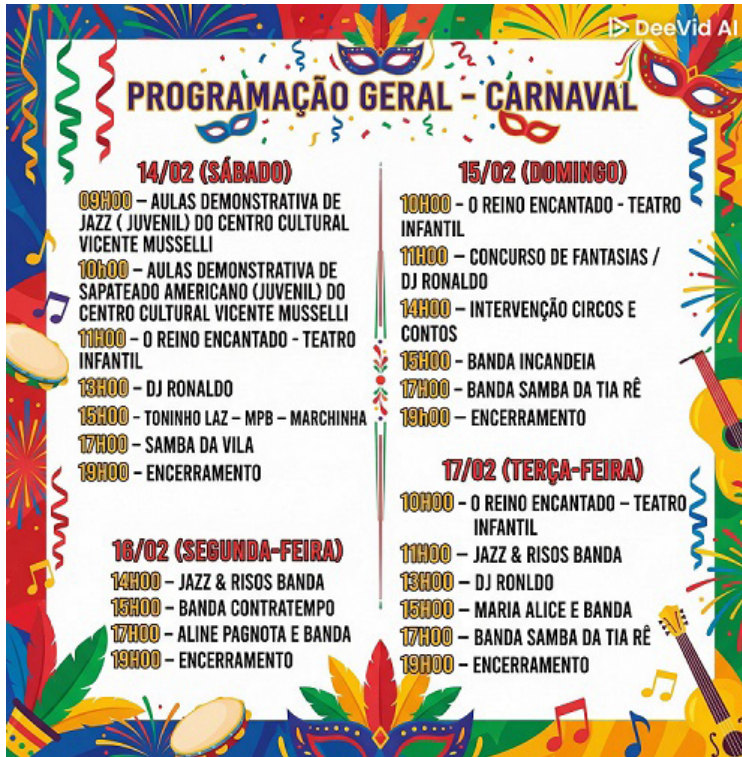 DeeVid AI
PROGRAMAÇÃO GERAL - CARNAVAL
14/02 (SÁBADO)
09H00 – AULAS DEMONSTRATIVA DE
JAZZ ( JUVENIL) DO CENTRO CULTURAL
VICENTE MUSSELLI
10h00 – AULAS DEMONSTRATIVA DE
SAPATEADO AMERICANO (JUVENIL) DO
CENTRO CULTURAL VICENTE MUSSELLI
11H00 – O REINO ENCANTADO - TEATRO
INFANTIL
13H00 – DJ RONALDO
15H00 – TONINHO LAZ – MPB – MARCHINHA
17H00 – SAMBA DA VILA
19H00 – ENCERRAMENTO
15/02 (DOMINGO)
10H00 – O REINO ENCANTADO - TEATRO
INFANTIL
11H00 – CONCURSO DE FANTASIAS /
DJ RONALDO
14H00 – INTERVENÇÃO CIRCOS E
CONTOS
15H00 – BANDA INCANDEIA
17H00 – BANDA SAMBA DA TIA RÊ
19h00 – ENCERRAMENTO
16/02 (SEGUNDA-FEIRA)
14H00 – JAZZ & RISOS BANDA
15H00 – BANDA CONTRATEMPO
17H00 – ALINE PAGNOTA E BANDA
19H00 – ENCERRAMENTO
17/02 (TERÇA-FEIRA)
10H00 – O REINO ENCANTADO – TEATRO
INFANTIL
11H00 – JAZZ & RISOS BANDA
13H00 – DJ RONLDO
15H00 – MARIA ALICE E BANDA
17H00 – BANDA SAMBA DA TIA RÊ
19H00 – ENCERRAMENTO